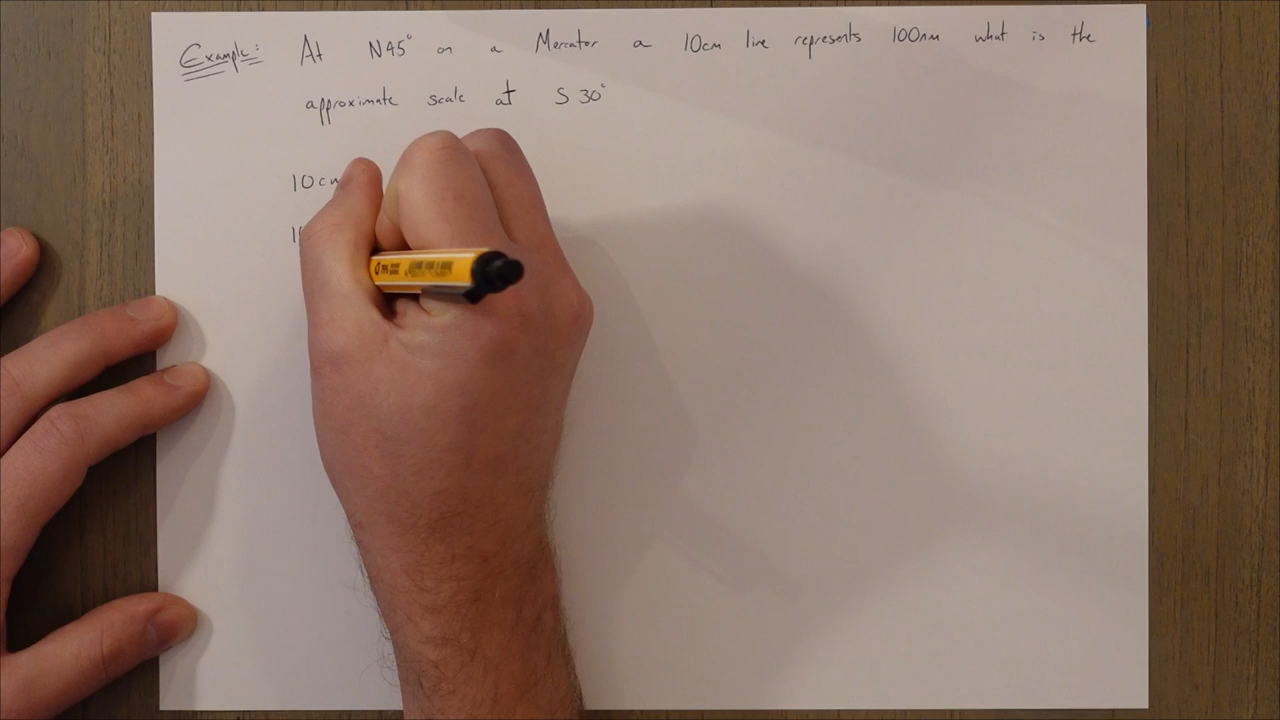 Example: At N45° on a Mercator a 10cm line represents 100nm what is the
approximate scale at S 30°
10cm